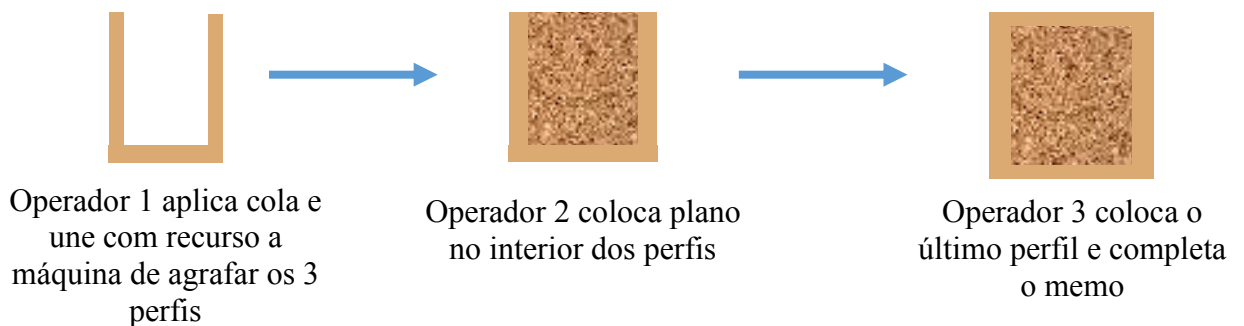 Operador 1 aplica cola e
une com recurso a
máquina de agrafar os 3
perfis
Operador 2 coloca plano
no interior dos perfis
Operador 3 coloca o
último perfil e completa
o memo